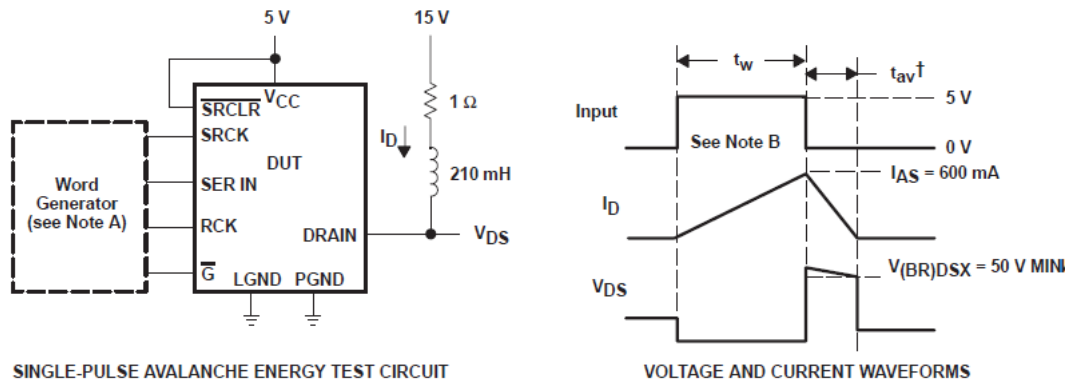 5 V
15 V
VCC
SRCLR
SRCK
DUT
SER IN
RCK
DRAIN
G
LGND PGND
Word
Generator
(see Note A)
1 Ω
ID
210 mH
VDS
SINGLE-PULSE AVALANCHE ENERGY TEST CIRCUIT
tw
tav†
Input
5 V
See Note B
0 V
IAS = 600 mA
ID
V(BR)DSX = 50 V MIN
VDS
VOLTAGE AND CURRENT WAVEFORMS